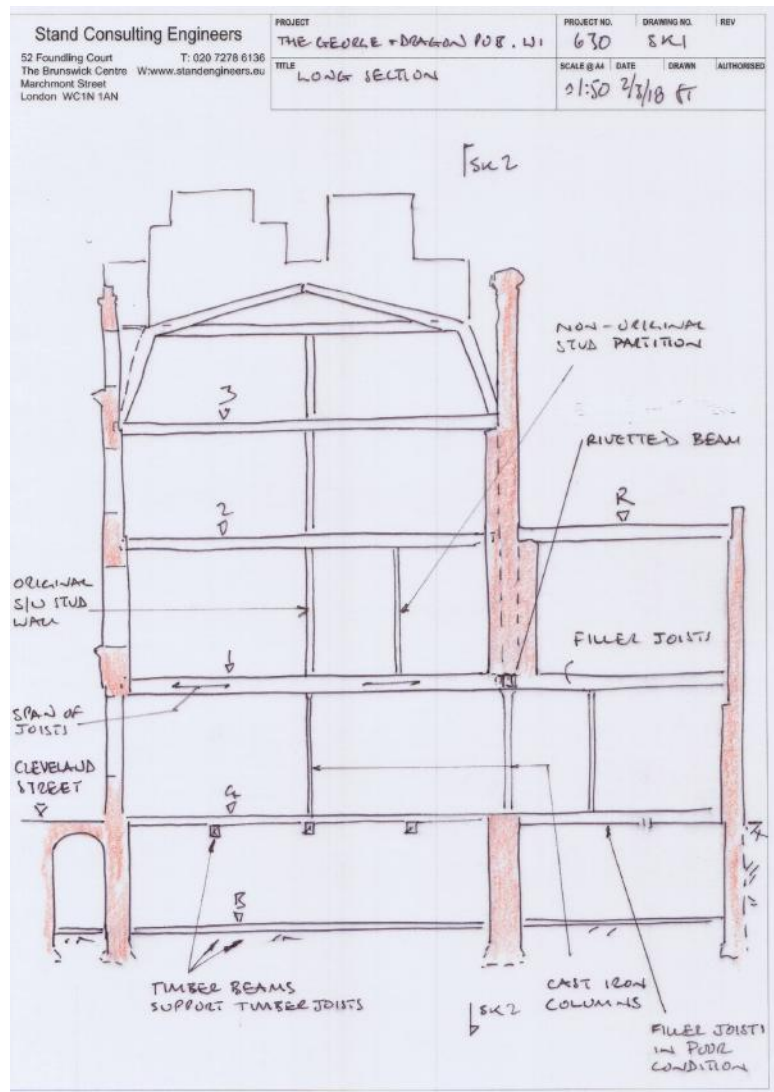 Stand Consulting Engineers
52 Foundling Court T: 020 7278 6136
The Brunswick Centre W:www.standengineers.eu
Marchmont Street
London WC1N 1AN
PROJECT
THE GEORGE + DRAGON PUB. W1
PROJECT NO.
630
DRAWING NO.
SK1
REV
TITLE
LONG SECTION
SCALE @ A4
1:50
DATE
2/3/18
DRAWN
AUTHORISED
SK2
NON-ORIGINAL
STUD PARTITION
3
RIVETTED BEAM
2
R
ORIGINAL
S/W STUD
WALL
FILLER JOISTS
1
SPAN OF
JOISTS
CLEVELAND
STREET
G
B
TIMBER BEAMS
SUPPORT TIMBER JOISTS
SK2
CAST IRON
COLUMNS
FILLER JOISTS
IN POOR
CONDITION